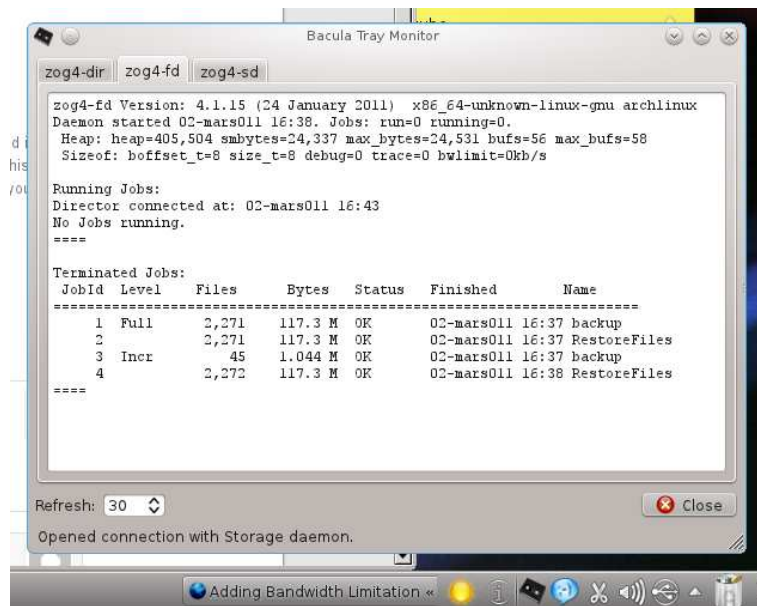 Bacula Tray Monitor
zog4-dir zog4-fd zog4-sd
zog4-fd Version: 4.1.15 (24 January 2011) x86_64-unknown-linux-gnu archlinux
Daemon started 02-mars011 16:38. Jobs: run=0 running=0.
Heap: heap=405,504 smbytes=24,337 max_bytes=24,531 bufs=56 max_bufs=58
Sizeof: boffset_t=8 size_t=8 debug=0 trace=0 bwlimit=0kb/s
Running Jobs:
Director connected at: 02-mars011 16:43
No Jobs running.
====
Terminated Jobs:
JobId Level Files Bytes Status Finished Name
======================================================================
1 Full 2,271 117.3 M OK 02-mars011 16:37 backup
2 2,271 117.3 M OK 02-mars011 16:37 RestoreFiles
3 Incr 45 1.044 M OK 02-mars011 16:37 backup
4 2,272 117.3 M OK 02-mars011 16:38 RestoreFiles
====
Refresh: 30
Close
Opened connection with Storage daemon.
Adding Bandwidth Limitation «